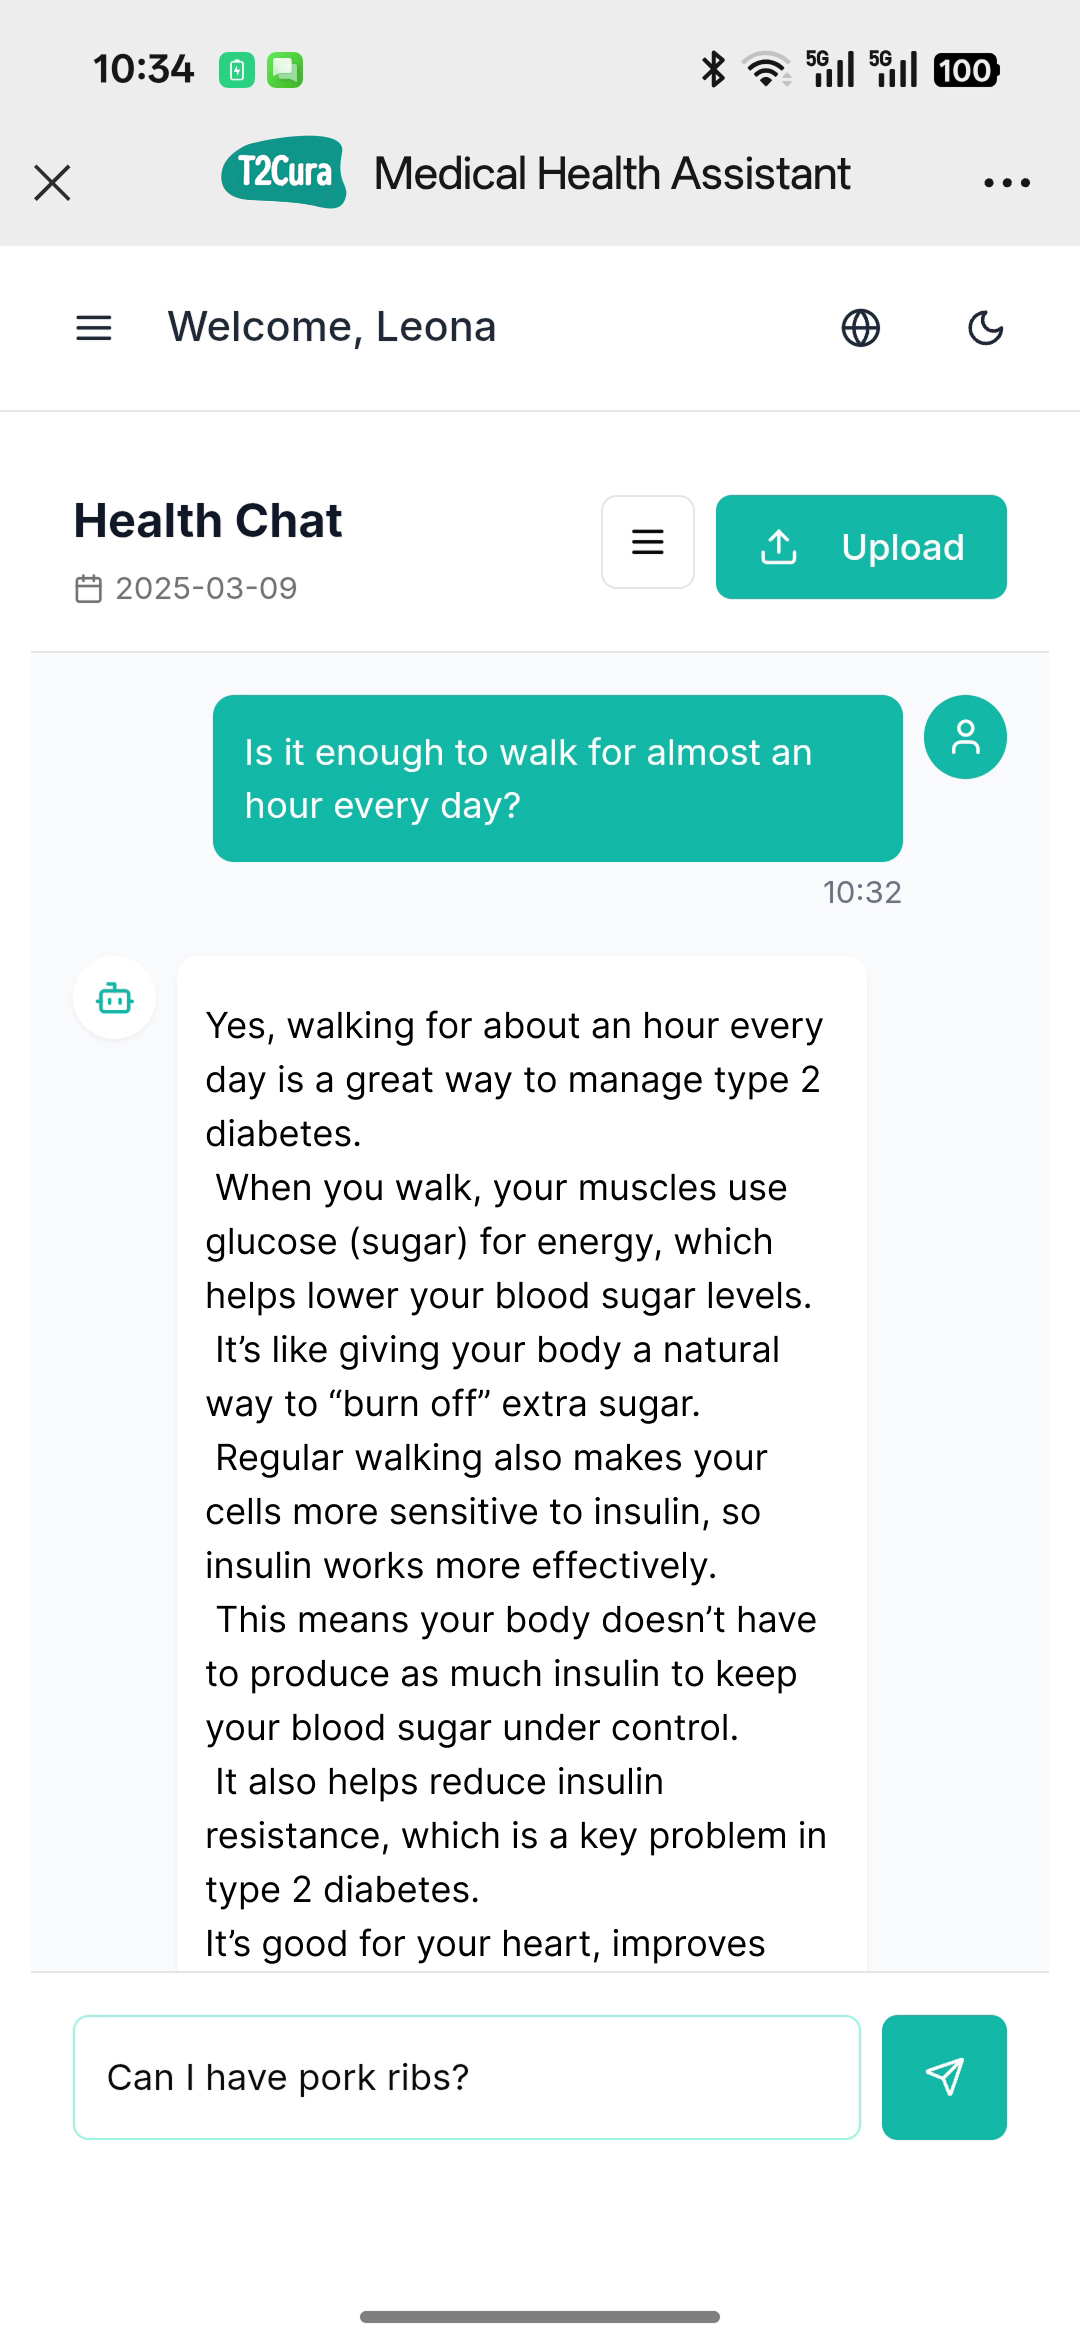 10:34
5G 5G 100
T2Cura Medical Health Assistant
Welcome, Leona
Health Chat
2025-03-09
Upload
Is it enough to walk for almost an
hour every day?
10:32
Yes, walking for about an hour every
day is a great way to manage type 2
diabetes.
When you walk, your muscles use
glucose (sugar) for energy, which
helps lower your blood sugar levels.
It’s like giving your body a natural
way to “burn off” extra sugar.
Regular walking also makes your
cells more sensitive to insulin, so
insulin works more effectively.
This means your body doesn’t have
to produce as much insulin to keep
your blood sugar under control.
It also helps reduce insulin
resistance, which is a key problem in
type 2 diabetes.
It’s good for your heart, improves
Can I have pork ribs?